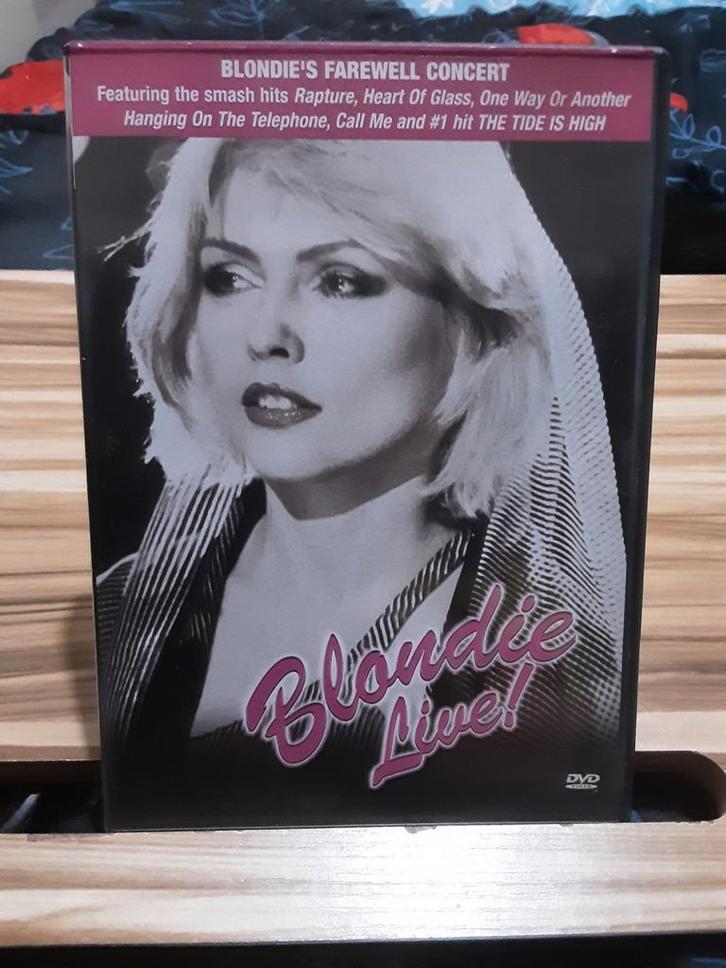 BLONDIE'S FAREWELL CONCERT
Featuring the smash hits Rapture, Heart Of Glass, One Way Or Another
Hanging On The Telephone, Call Me and #1 hit THE TIDE IS HIGH
Blondie
Live!
DVD
VIDEO